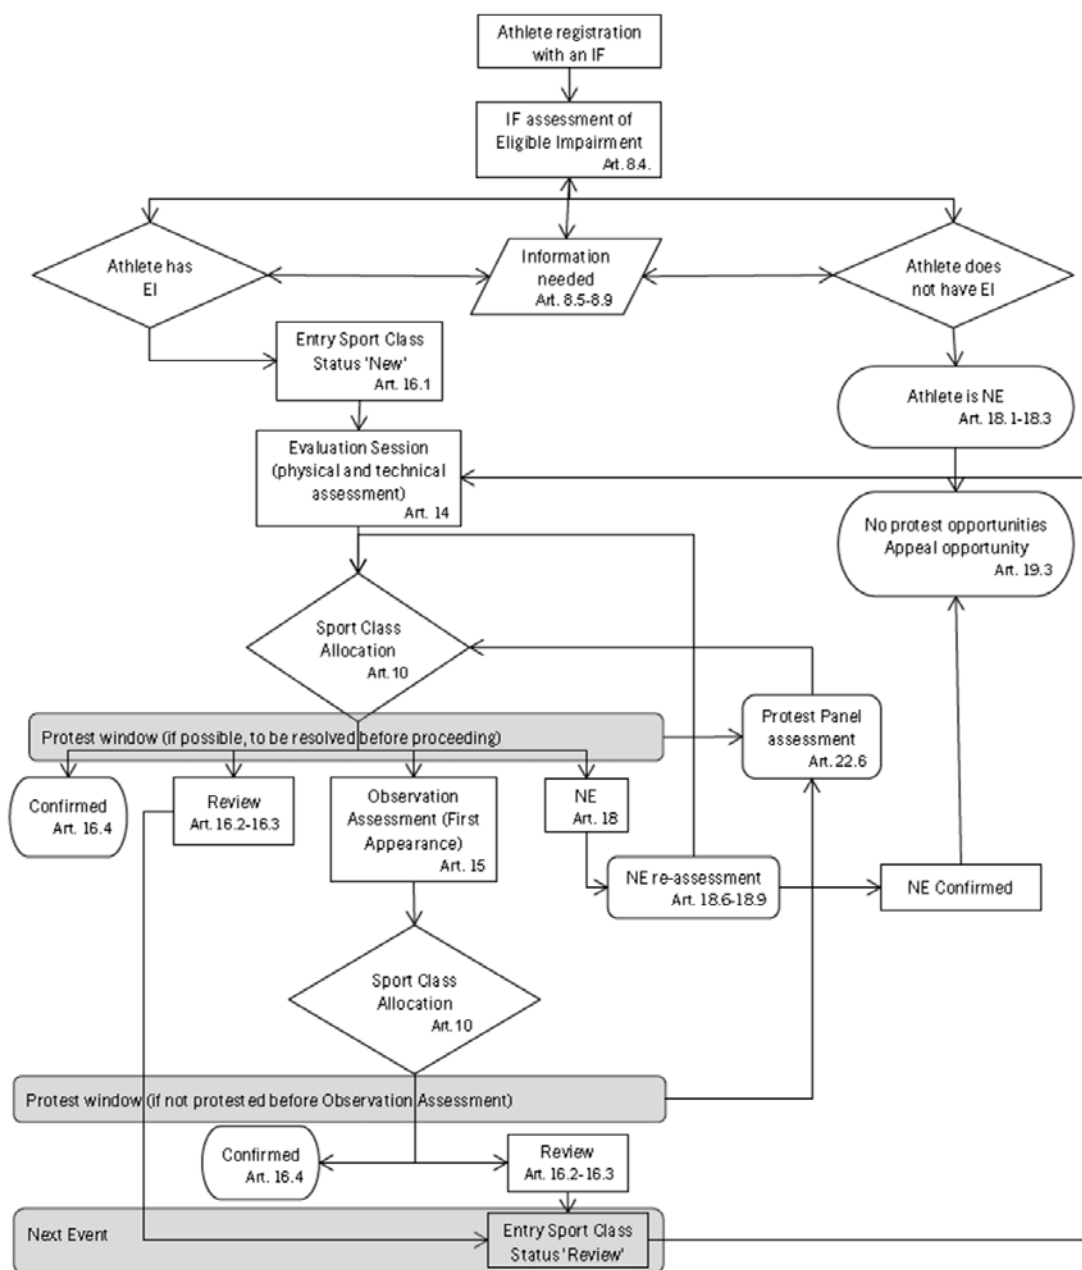 Athlete registration
with an IF
IF assessment of
Eligible Impairment
Art. 8.4.
Athlete has
EI
Information
needed
Art. 8.5-8.9
Athlete does
not have EI
Entry Sport Class
Status 'New'
Art. 16.1
Athlete is NE
Art. 18.1-18.3
Evaluation Session
(physical and technical
assessment)
Art. 14
No protest opportunities
Appeal opportunity
Art. 19.3
Sport Class
Allocation
Art. 10
Protest window (if possible, to be resolved before proceeding)
Protest Panel
assessment
Art. 22.6
Confirmed
Art. 16.4
Review
Art. 16.2-16.3
Observation
Assessment (First
Appearance)
Art. 15
NE
Art. 18
NE re-assessment
Art. 18.6-18.9
NE Confirmed
Sport Class
Allocation
Art. 10
Protest window (if not protested before Observation Assessment)
Confirmed
Art. 16.4
Review
Art. 16.2-16.3
Next Event
Entry Sport Class
Status 'Review'